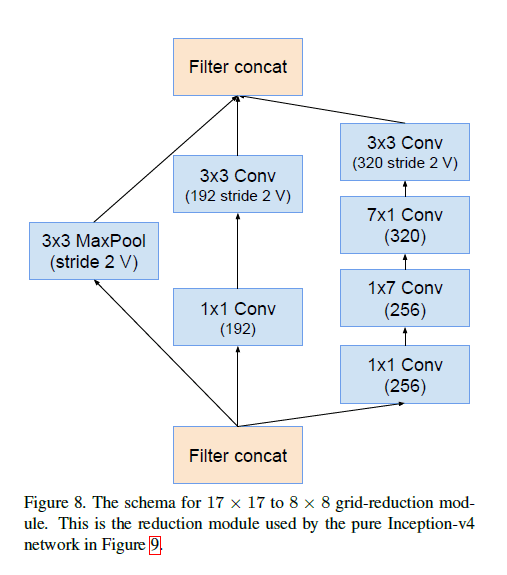 Filter concat
3x3 Conv
(320 stride 2 V)
3x3 Conv
(192 stride 2 V)
7x1 Conv
(320)
3x3 MaxPool
(stride 2 V)
1x7 Conv
(256)
1x1 Conv
(192)
1x1 Conv
(256)
Filter concat
Figure 8. The schema for 17 × 17 to 8 × 8 grid-reduction mod-
ule. This is the reduction module used by the pure Inception-v4
network in Figure 9.